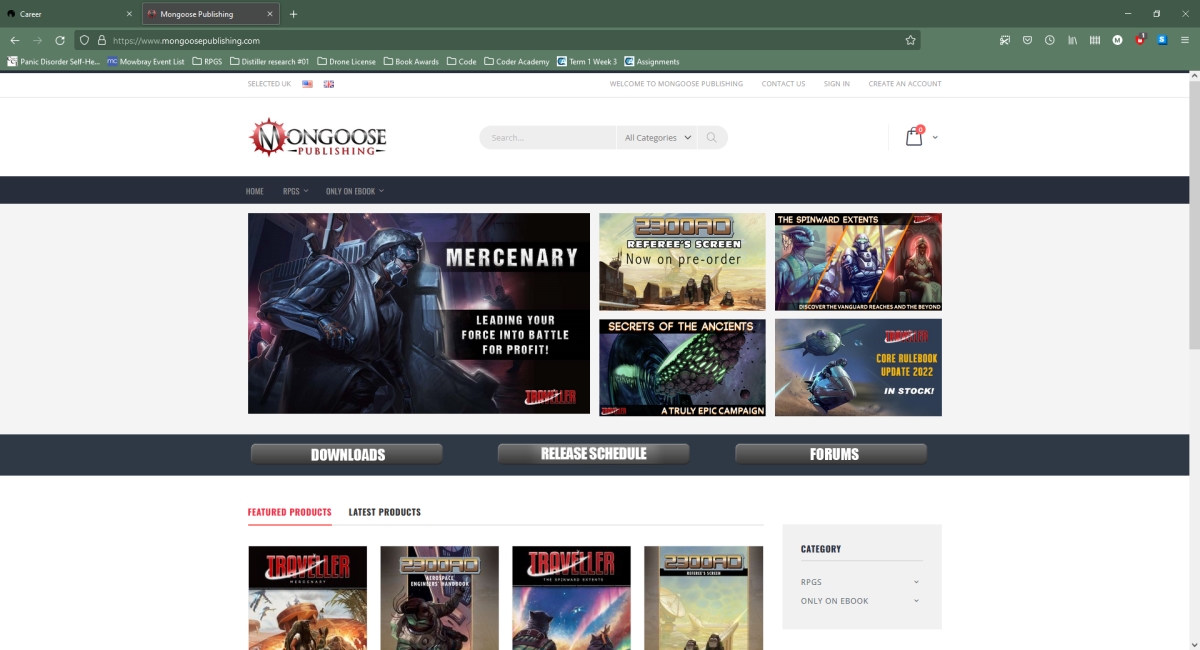 Career
Mongoose Publishing
https://www.mongoosepublishing.com
Panic Disorder Self-He...
Mowbray Event List
RPGS
Distiller research #01
Drone License
Book Awards
Code
Coder Academy
Term 1 Week 3
Assignments
SELECTED UK
WELCOME TO MONGOOSE PUBLISHING
CONTACT US
SIGN IN
CREATE AN ACCOUNT
MONGOOSE
PUBLISHING
Search...
All Categories
0
HOME
RPGS
ONLY ON EBOOK
MERCENARY
LEADING YOUR
FORCE INTO BATTLE
FOR PROFIT!
TRAVELLER
2300AD
REFEREE'S SCREEN
Now on pre-order
THE SPINWARD EXTENTS
DISCOVER THE VANGUARD REACHES AND THE BEYOND
SECRETS OF THE ANCIENTS
A TRULY EPIC CAMPAIGN
TRAVELLER
CORE RULEBOOK
UPDATE 2022
IN STOCK!
DOWNLOADS
RELEASE SCHEDULE
FORUMS
FEATURED PRODUCTS
LATEST PRODUCTS
TRAVELLER
MERCENARY
2300AD
AEROSPACE
ENGINEERS' HANDBOOK
TRAVELLER
THE SPINWARD EXTENTS
2300AD
REFEREE'S SCREEN
CATEGORY
RPGS
ONLY ON EBOOK